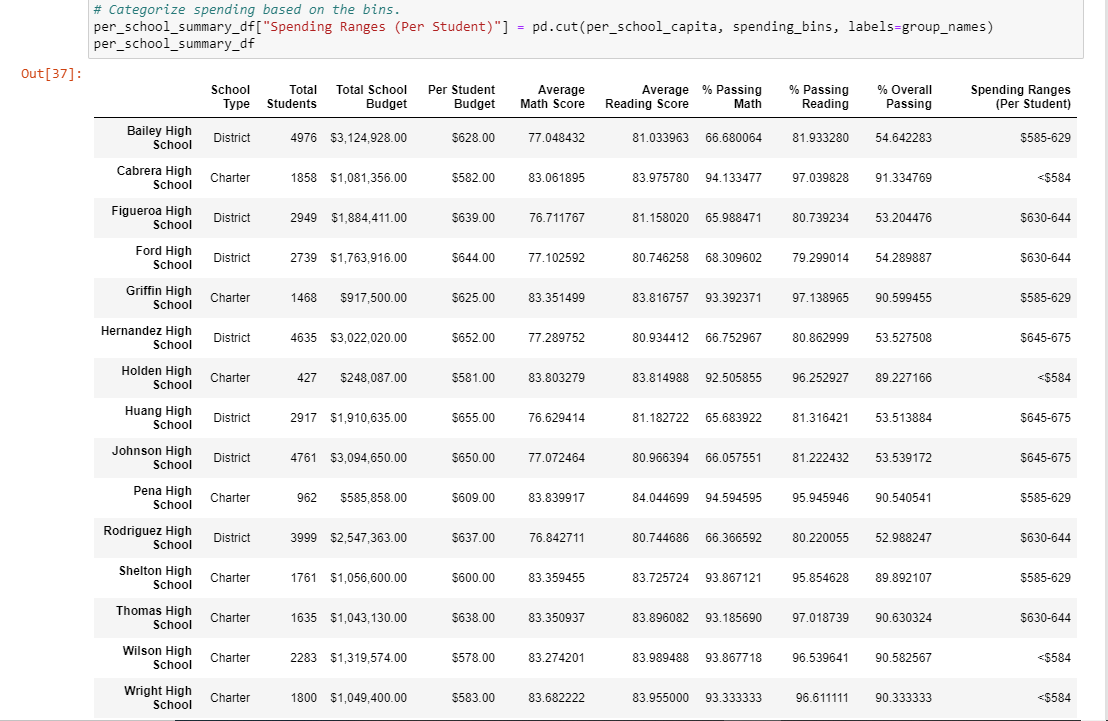 # Categorize spending based on the bins.
per_school_summary_df["Spending Ranges (Per Student)"] = pd.cut(per_school_capita, spending_bins, labels=group_names)
per_school_summary_df
Out[37]:
School Type Total Students Total School Budget Per Student Budget Average Math Score Average Reading Score % Passing Math % Passing Reading % Overall Passing Spending Ranges (Per Student)
Bailey High School District 4976 $3,124,928.00 $628.00 77.048432 81.033963 66.680064 81.933280 54.642283 $585-629
Cabrera High School Charter 1858 $1,081,356.00 $582.00 83.061895 83.975780 94.133477 97.039828 91.334769 <$584
Figueroa High School District 2949 $1,884,411.00 $639.00 76.711767 81.158020 65.988471 80.739234 53.204476 $630-644
Ford High School District 2739 $1,763,916.00 $644.00 77.102592 80.746258 68.309602 79.299014 54.289887 $630-644
Griffin High School Charter 1468 $917,500.00 $625.00 83.351499 83.816757 93.392371 97.138965 90.599455 $585-629
Hernandez High School District 4635 $3,022,020.00 $652.00 77.289752 80.934412 66.752967 80.862999 53.527508 $645-675
Holden High School Charter 427 $248,087.00 $581.00 83.803279 83.814988 92.505855 96.252927 89.227166 <$584
Huang High School District 2917 $1,910,635.00 $655.00 76.629414 81.182722 65.683922 81.316421 53.513884 $645-675
Johnson High School District 4761 $3,094,650.00 $650.00 77.072464 80.966394 66.057551 81.222432 53.539172 $645-675
Pena High School Charter 962 $585,858.00 $609.00 83.839917 84.044699 94.594595 95.945946 90.540541 $585-629
Rodriguez High School District 3999 $2,547,363.00 $637.00 76.842711 80.744686 66.366592 80.220055 52.988247 $630-644
Shelton High School Charter 1761 $1,056,600.00 $600.00 83.359455 83.725724 93.867121 95.854628 89.892107 $585-629
Thomas High School Charter 1635 $1,043,130.00 $638.00 83.350937 83.896082 93.185690 97.018739 90.630324 $630-644
Wilson High School Charter 2283 $1,319,574.00 $578.00 83.274201 83.989488 93.867718 96.539641 90.582567 <$584
Wright High School Charter 1800 $1,049,400.00 $583.00 83.682222 83.955000 93.333333 96.611111 90.333333 <$584